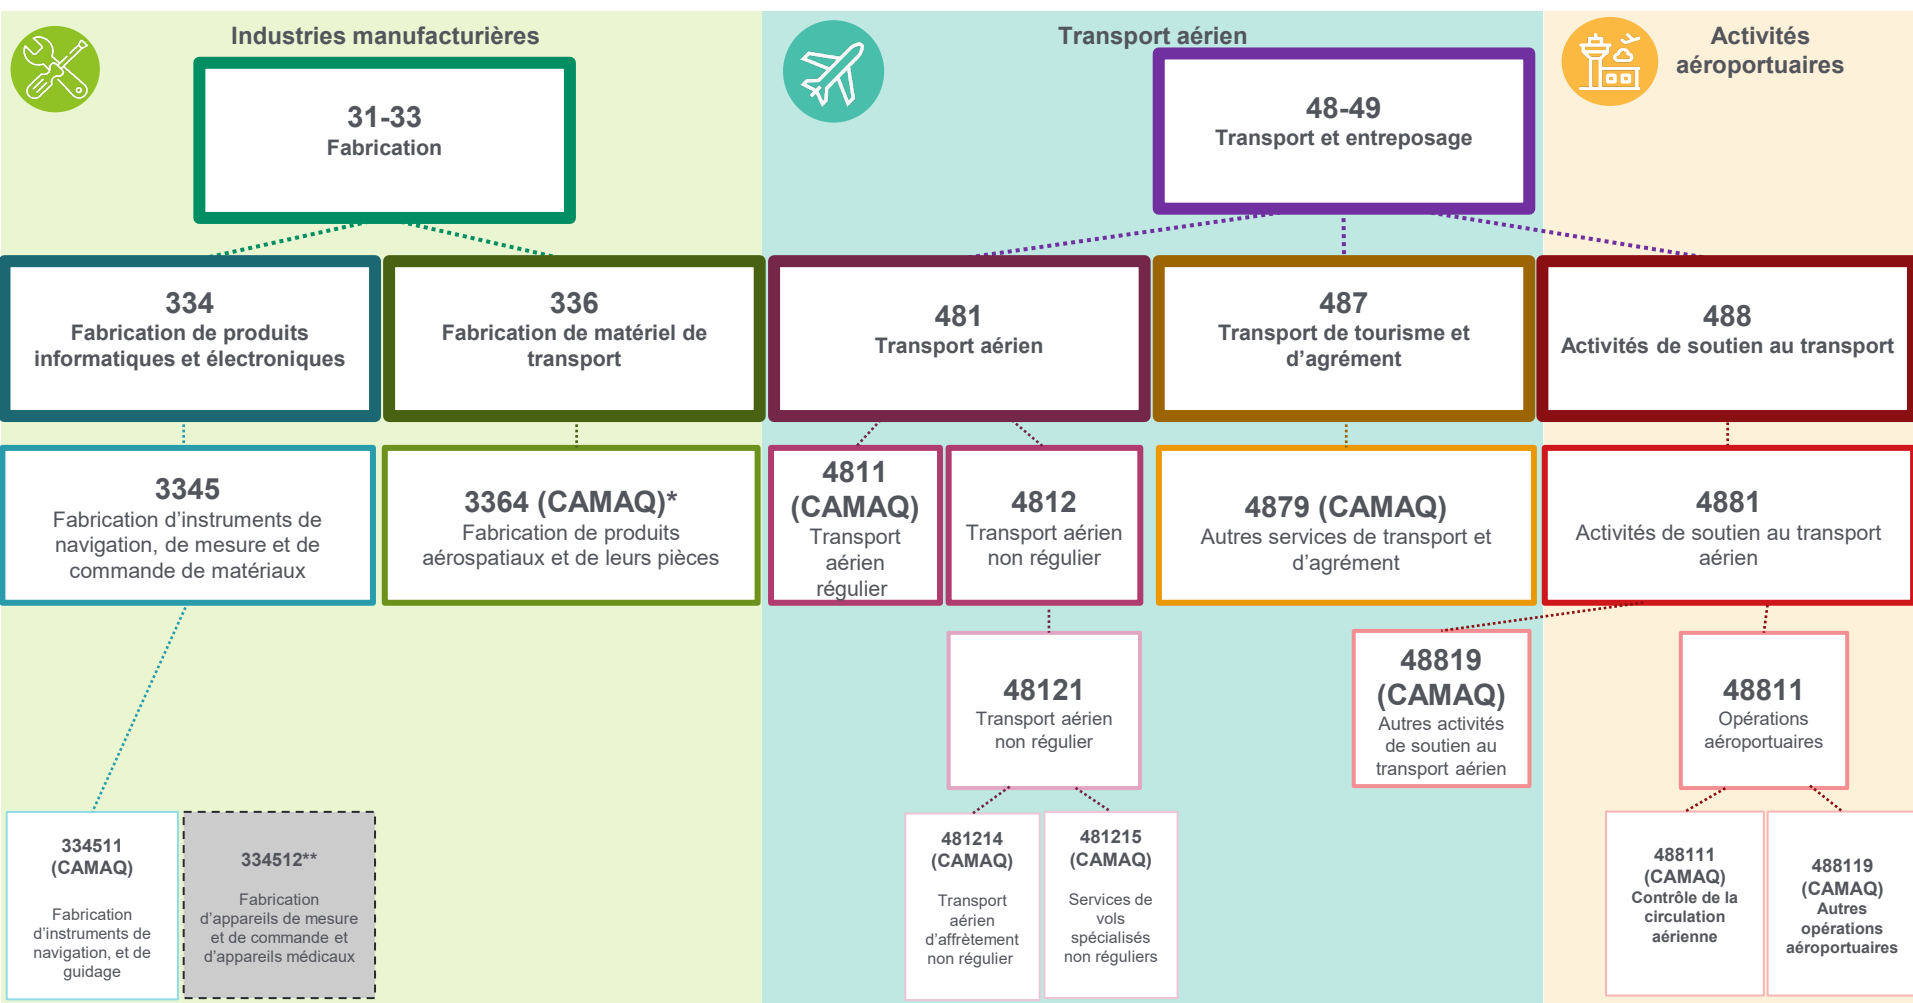 Industries manufacturières
Transport aérien
Activités
aéroportuaires
31-33
Fabrication
48-49
Transport et entreposage
334
Fabrication de produits
informatiques et électroniques
336
Fabrication de matériel de
transport
481
Transport aérien
487
Transport de tourisme et
d’agrément
488
Activités de soutien au transport
3345
Fabrication d’instruments de
navigation, de mesure et de
commande de matériaux
3364 (CAMAQ)*
Fabrication de produits
aérospatiaux et de leurs pièces
4811
(CAMAQ)
Transport
aérien
régulier
4812
Transport aérien
non régulier
4879 (CAMAQ)
Autres services de transport et
d’agrément
4881
Activités de soutien au transport
aérien
48121
Transport aérien
non régulier
48819
(CAMAQ)
Autres activités
de soutien au
transport aérien
48811
Opérations
aéroportuaires
334511
(CAMAQ)
Fabrication
d’instruments de
navigation, et de
guidage
334512**
Fabrication
d’appareils de mesure
et de commande et
d’appareils médicaux
481214
(CAMAQ)
Transport
aérien
d’affrètement
non régulier
481215
(CAMAQ)
Services de
vols
spécialisés
non réguliers
488111
(CAMAQ)
Contrôle de la
circulation
aérienne
488119
(CAMAQ)
Autres
opérations
aéroportuaires